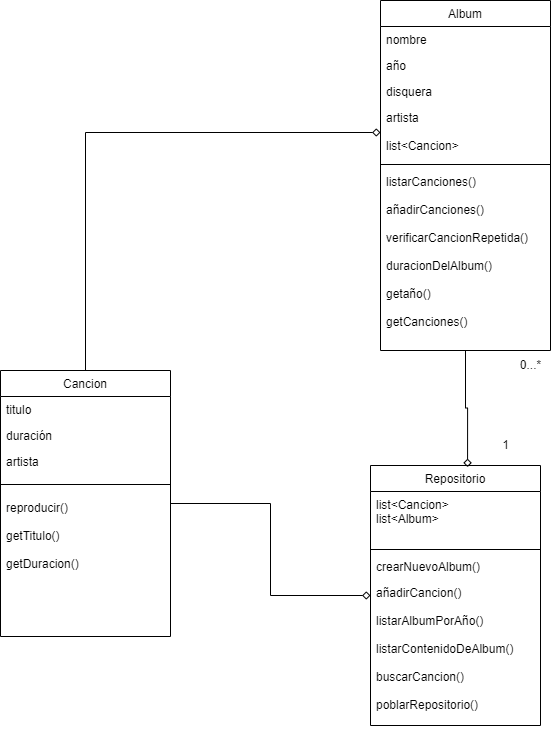 Album
nombre
año
disquera
artista
list<Cancion>
listarCanciones()
añadirCanciones()
verificarCancionRepetida()
duracionDelAlbum()
getaño()
getCanciones()
0...*
1
Cancion
titulo
duración
artista
reproducir()
getTitulo()
getDuracion()
Repositorio
list<Cancion>
list<Album>
crearNuevoAlbum()
añadirCancion()
listarAlbumPorAño()
listarContenidoDeAlbum()
buscarCancion()
poblarRepositorio()